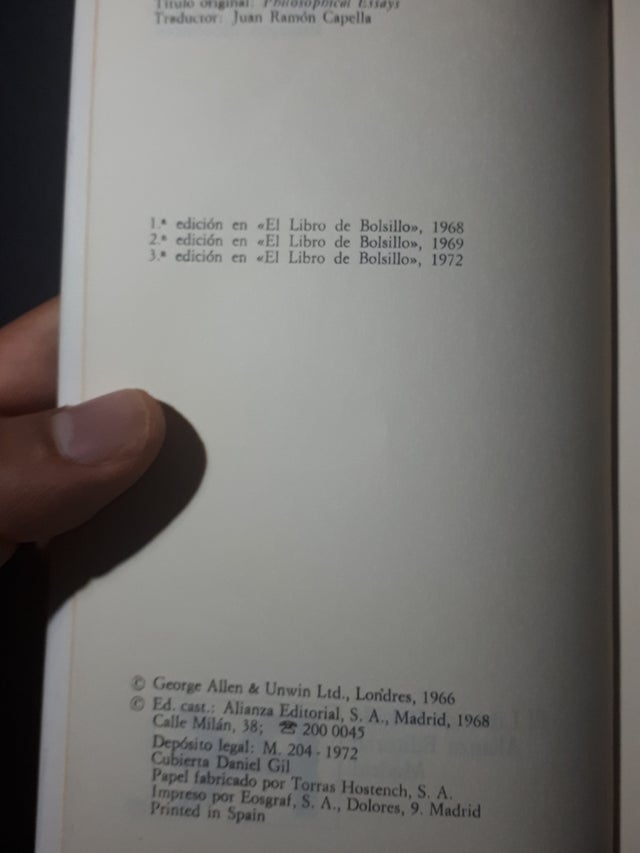 Título original: Philosophical Essays
Traductor: Juan Ramón Capella
1.ª edición en «El Libro de Bolsillo», 1968
2.ª edición en «El Libro de Bolsillo», 1969
3.ª edición en «El Libro de Bolsillo», 1972
© George Allen & Unwin Ltd., Londres, 1966
© Ed. cast.: Alianza Editorial, S. A., Madrid, 1968
Calle Milán, 38; ☎ 200 0045
Depósito legal: M. 204 - 1972
Cubierta Daniel Gil
Papel fabricado por Torras Hostench, S. A.
Impreso por Eosgraf, S. A., Dolores, 9. Madrid
Printed in Spain